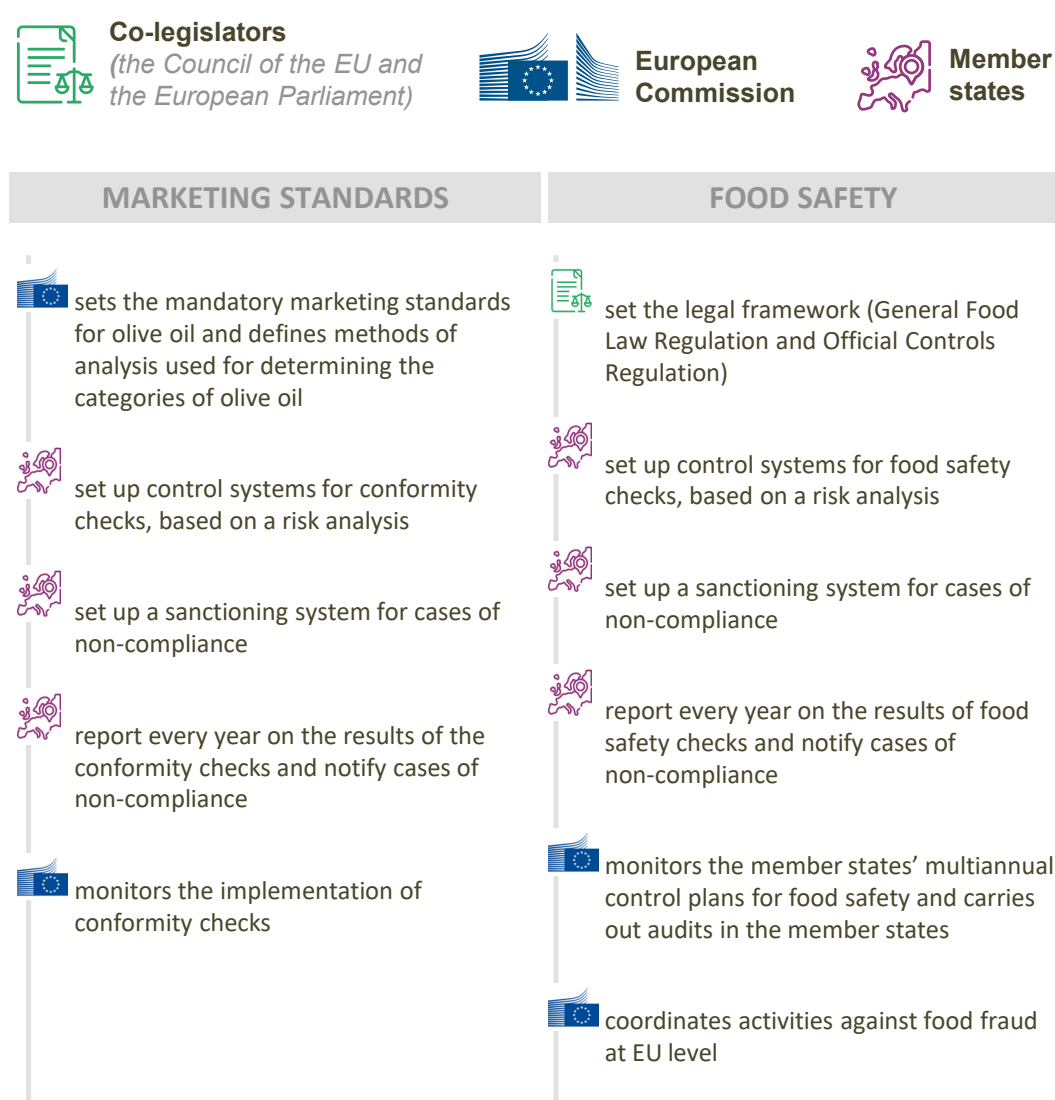 Co-legislators
(the Council of the EU and
the European Parliament)
European
Commission
Member
states
MARKETING STANDARDS
sets the mandatory marketing standards
for olive oil and defines methods of
analysis used for determining the
categories of olive oil
set up control systems for conformity
checks, based on a risk analysis
set up a sanctioning system for cases of
non-compliance
report every year on the results of the
conformity checks and notify cases of
non-compliance
monitors the implementation of
conformity checks
FOOD SAFETY
set the legal framework (General Food
Law Regulation and Official Controls
Regulation)
set up control systems for food safety
checks, based on a risk analysis
set up a sanctioning system for cases of
non-compliance
report every year on the results of food
safety checks and notify cases of
non-compliance
monitors the member states’ multiannual
control plans for food safety and carries
out audits in the member states
coordinates activities against food fraud
at EU level